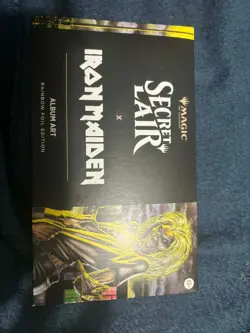 MAGIC
SECRET
LAIR
X
IRON MAIDEN
ALBUM ART
RAINBOW FOIL EDITION